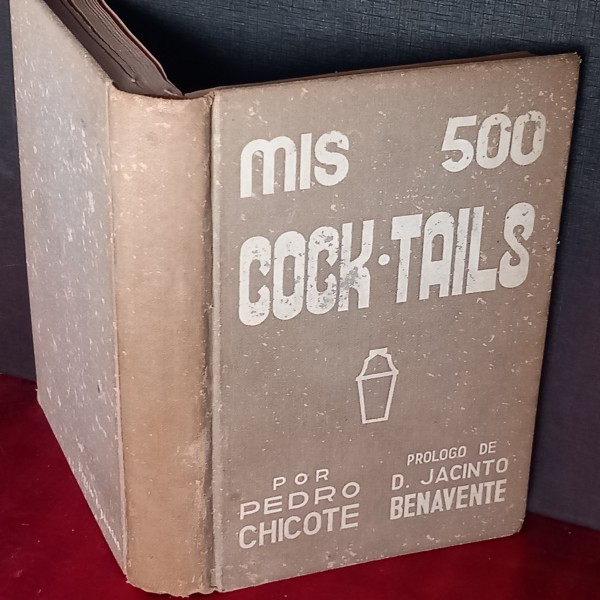 MIS 500
COCK·TAILS
POR
PEDRO
CHICOTE
PROLOGO DE
D. JACINTO
BENAVENTE